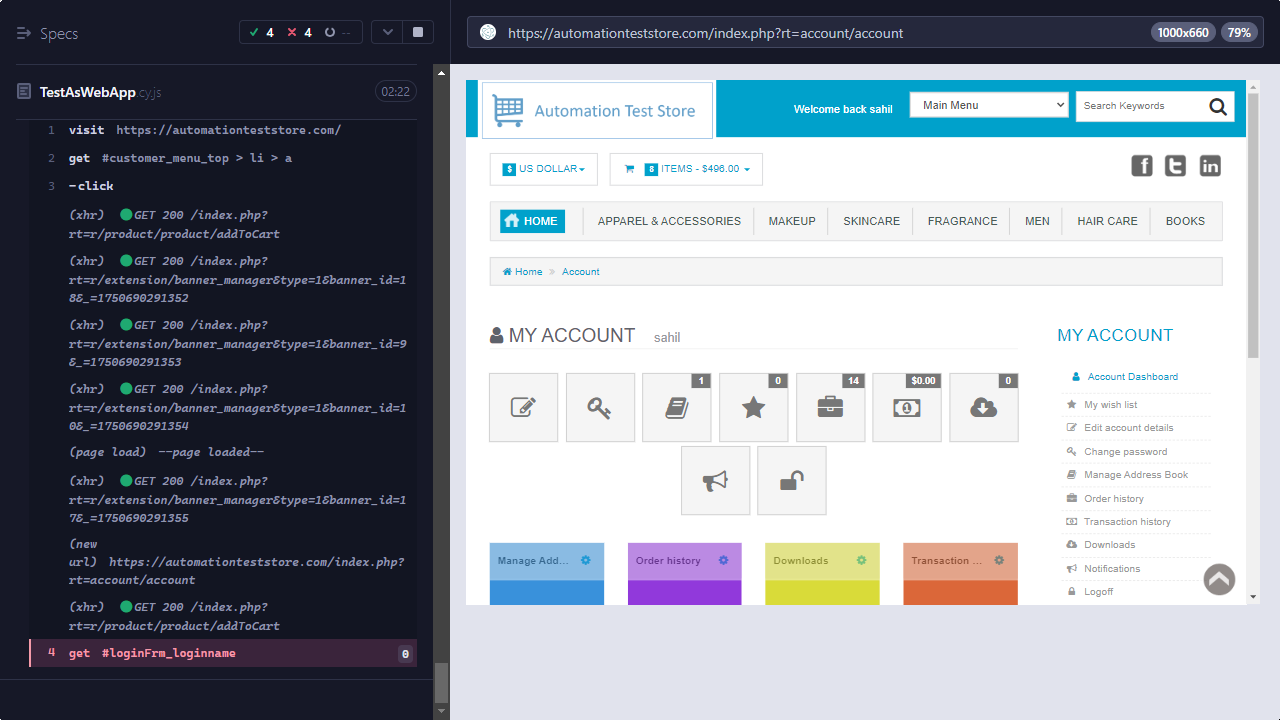 Specs
4
4
--
https://automationteststore.com/index.php?rt=account/account
1000x660
79%
TestAsWebApp.cy.js
02:22
1 visit https://automationteststore.com/
2 get #customer_menu_top > li > a
3 -click
(xhr) GET 200 /index.php?
rt=r/product/product/addToCart
(xhr) GET 200 /index.php?
rt=r/extension/banner_manager&type=1&banner_id=1
8&_=1750690291352
(xhr) GET 200 /index.php?
rt=r/extension/banner_manager&type=1&banner_id=9
&_=1750690291353
(xhr) GET 200 /index.php?
rt=r/extension/banner_manager&type=1&banner_id=1
0&_=1750690291354
(page load) --page loaded--
(xhr) GET 200 /index.php?
rt=r/extension/banner_manager&type=1&banner_id=1
7&_=1750690291355
(new
url) https://automationteststore.com/index.php?
rt=account/account
(xhr) GET 200 /index.php?
rt=r/product/product/addToCart
4 get #loginFrm_loginname 0
Automation Test Store
Welcome back sahil
Main Menu
Search Keywords
$ US DOLLAR
8 ITEMS - $496.00
HOME
APPAREL & ACCESSORIES
MAKEUP
SKINCARE
FRAGRANCE
MEN
HAIR CARE
BOOKS
Home » Account
MY ACCOUNT sahil
1
0
14
$0.00
0
Manage Add...
Order history
Downloads
Transaction ...
MY ACCOUNT
Account Dashboard
My wish list
Edit account details
Change password
Manage Address Book
Order history
Transaction history
Downloads
Notifications
Logoff